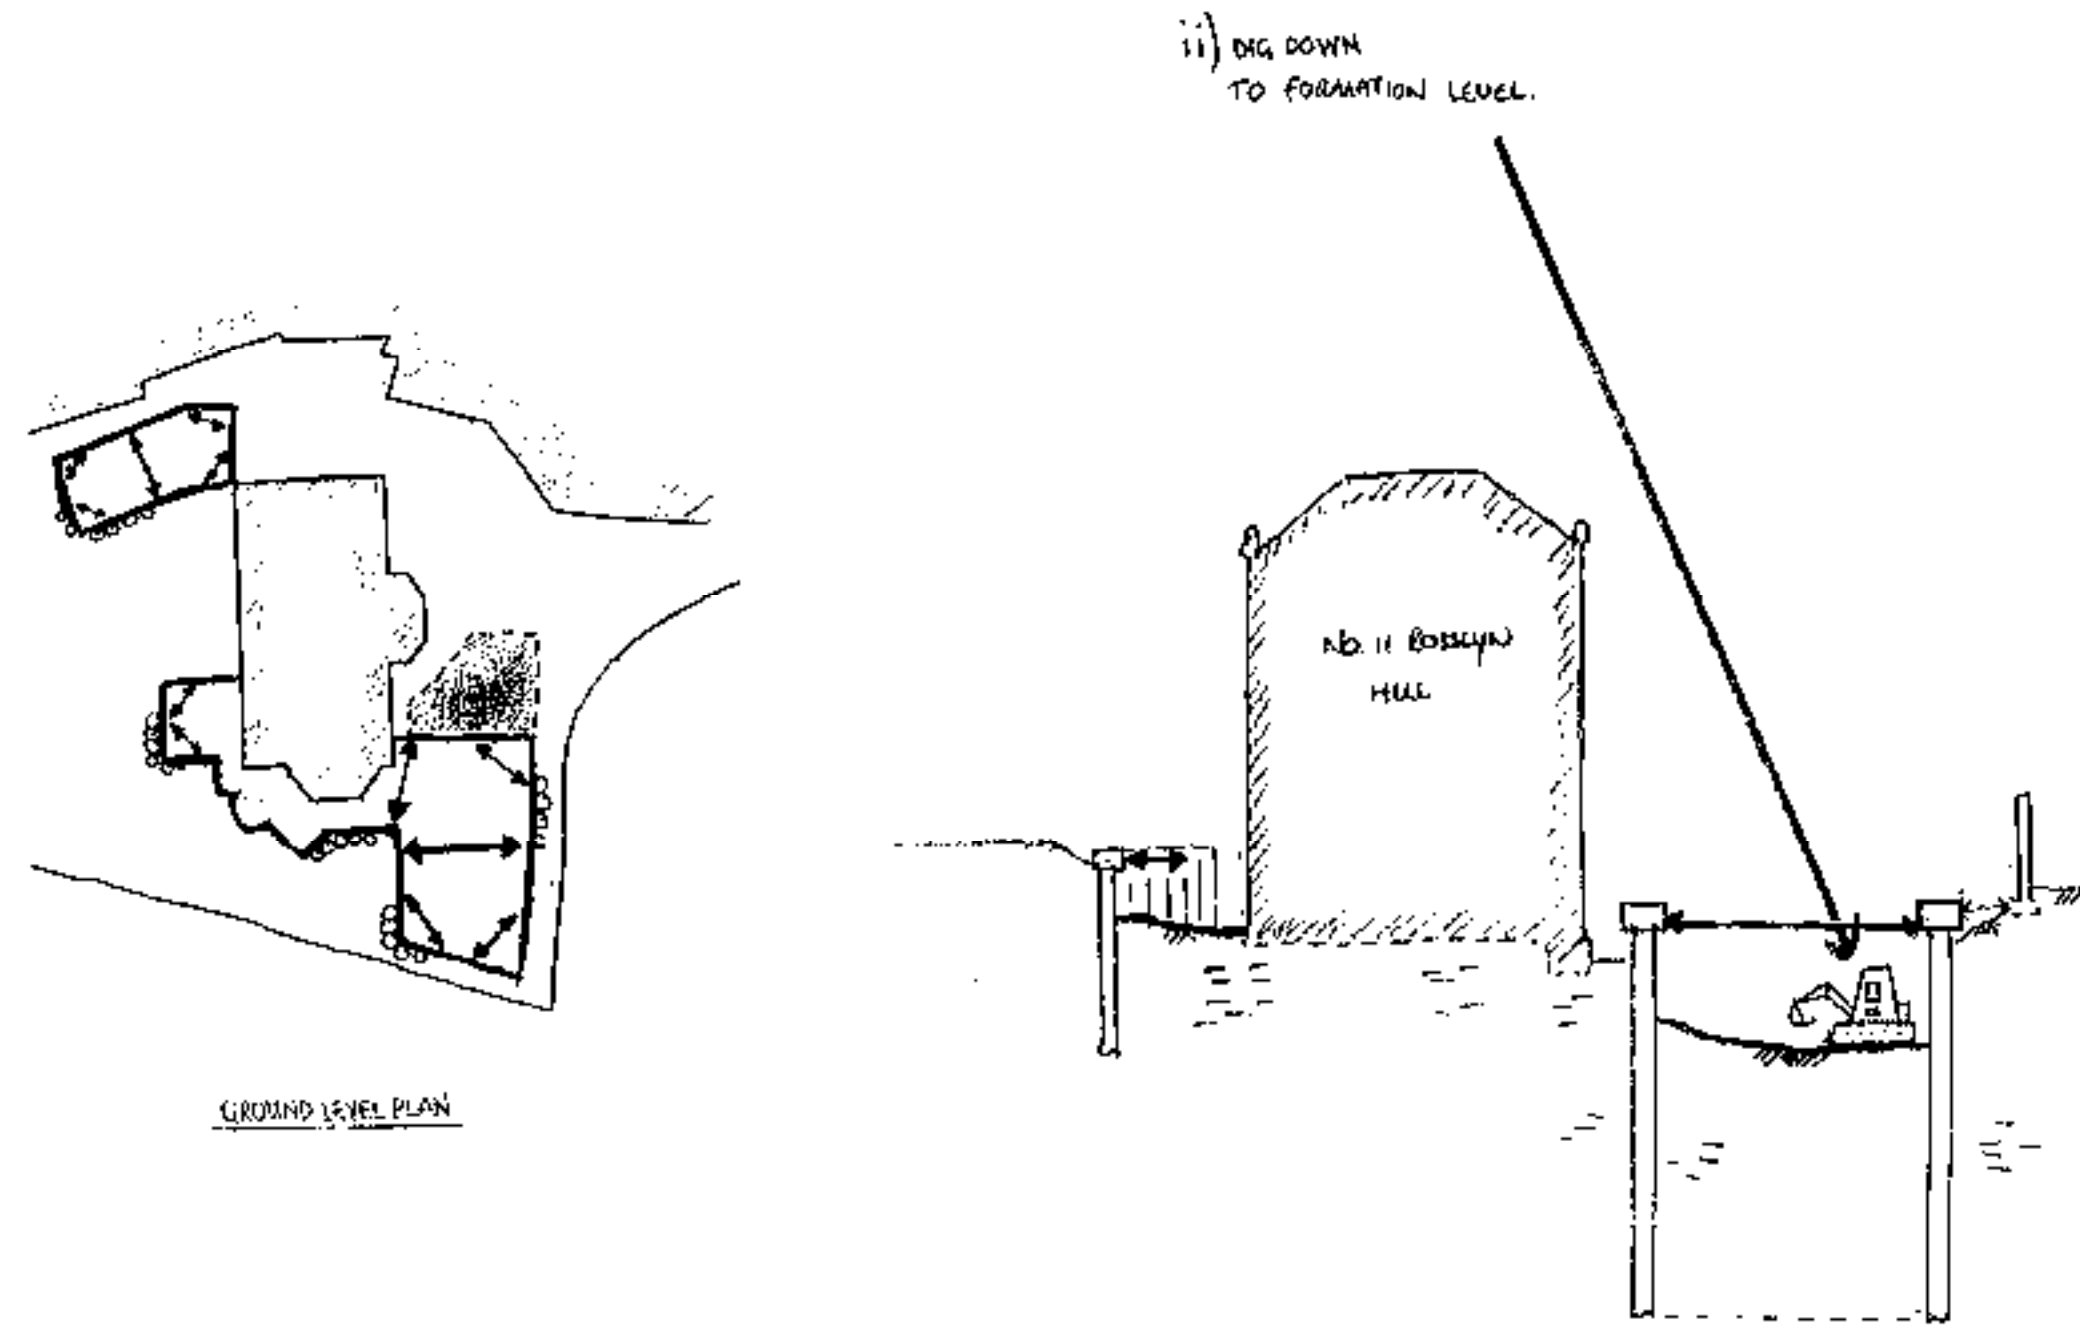 ii) DIG DOWN
TO FORMATION LEVEL.
No. 11 ROSSLYN
HILL
GROUND LEVEL PLAN